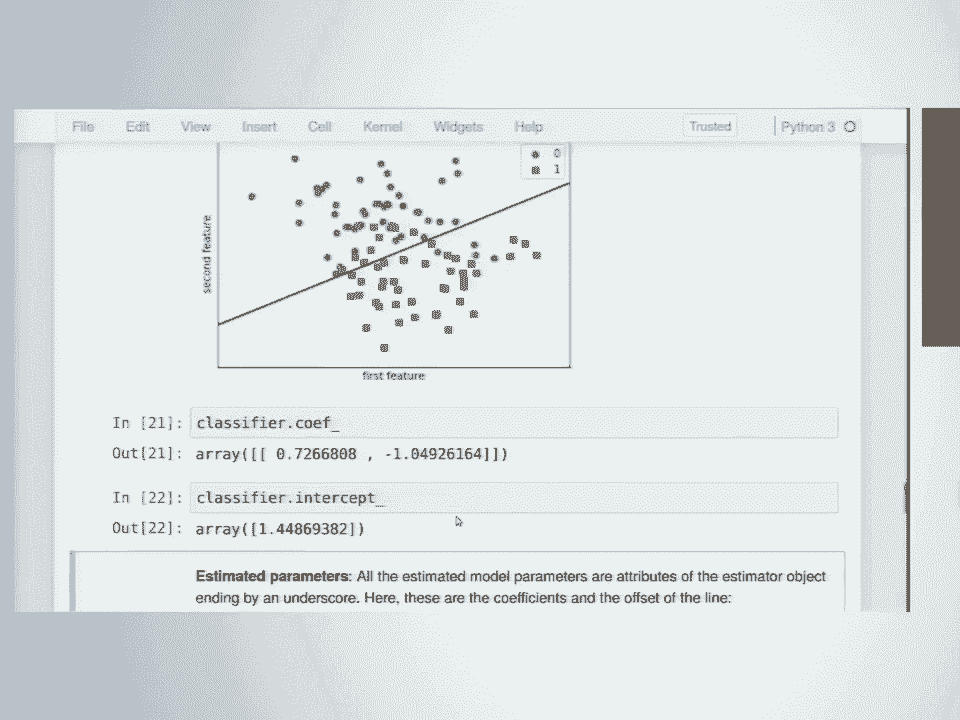 File Edit View Insert Cell Kernel Widgets Help Trusted Python 3
0
1
second feature
first feature
In [21]: classifier.coef_
Out[21]: array([[ 0.7266808 , -1.04926164]])
In [22]: classifier.intercept_
Out[22]: array([1.44869382])
Estimated parameters: All the estimated model parameters are attributes of the estimator object
ending by an underscore. Here, these are the coefficients and the offset of the line: